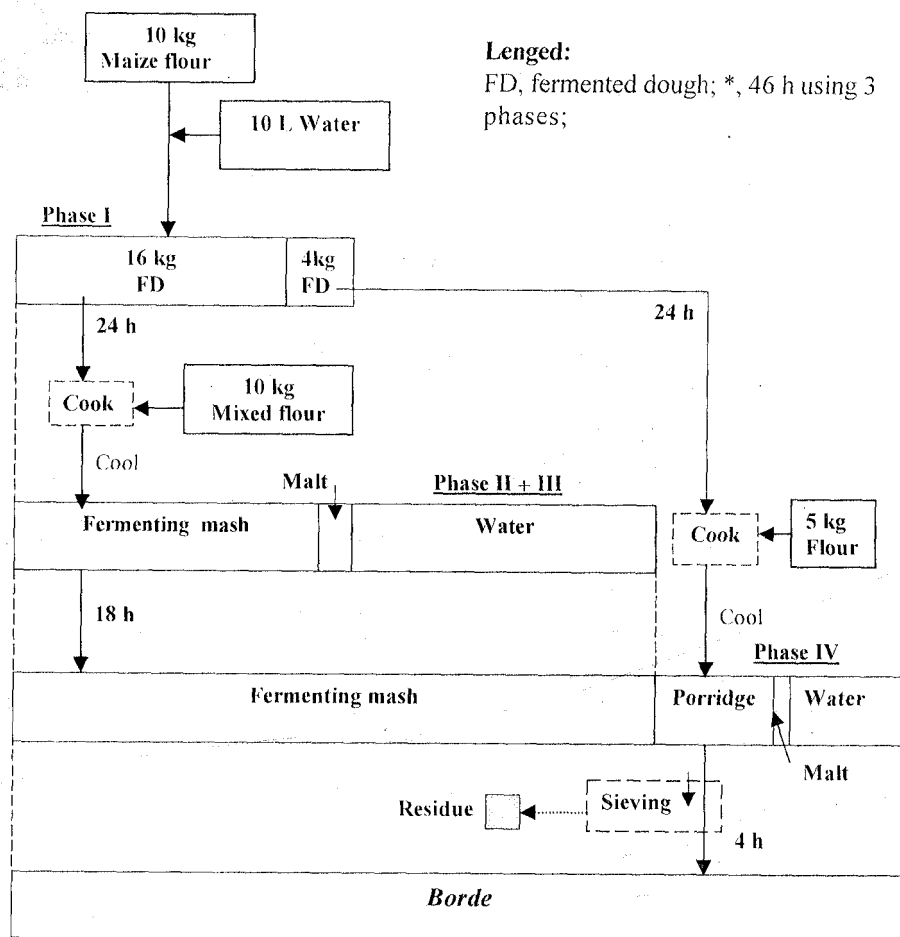 10 kg
Maize flour
Lenged:
FD, fermented dough; *, 46 h using 3
phases;
10 L Water
Phase I
16 kg
FD
4kg
FD
24 h
24 h
Cook
10 kg
Mixed flour
Cool
Malt
Phase II + III
Fermenting mash
Water
Cook
5 kg
Flour
18 h
Cool
Phase IV
Fermenting mash
Porridge
Water
Malt
Residue
Sieving
4 h
Borde